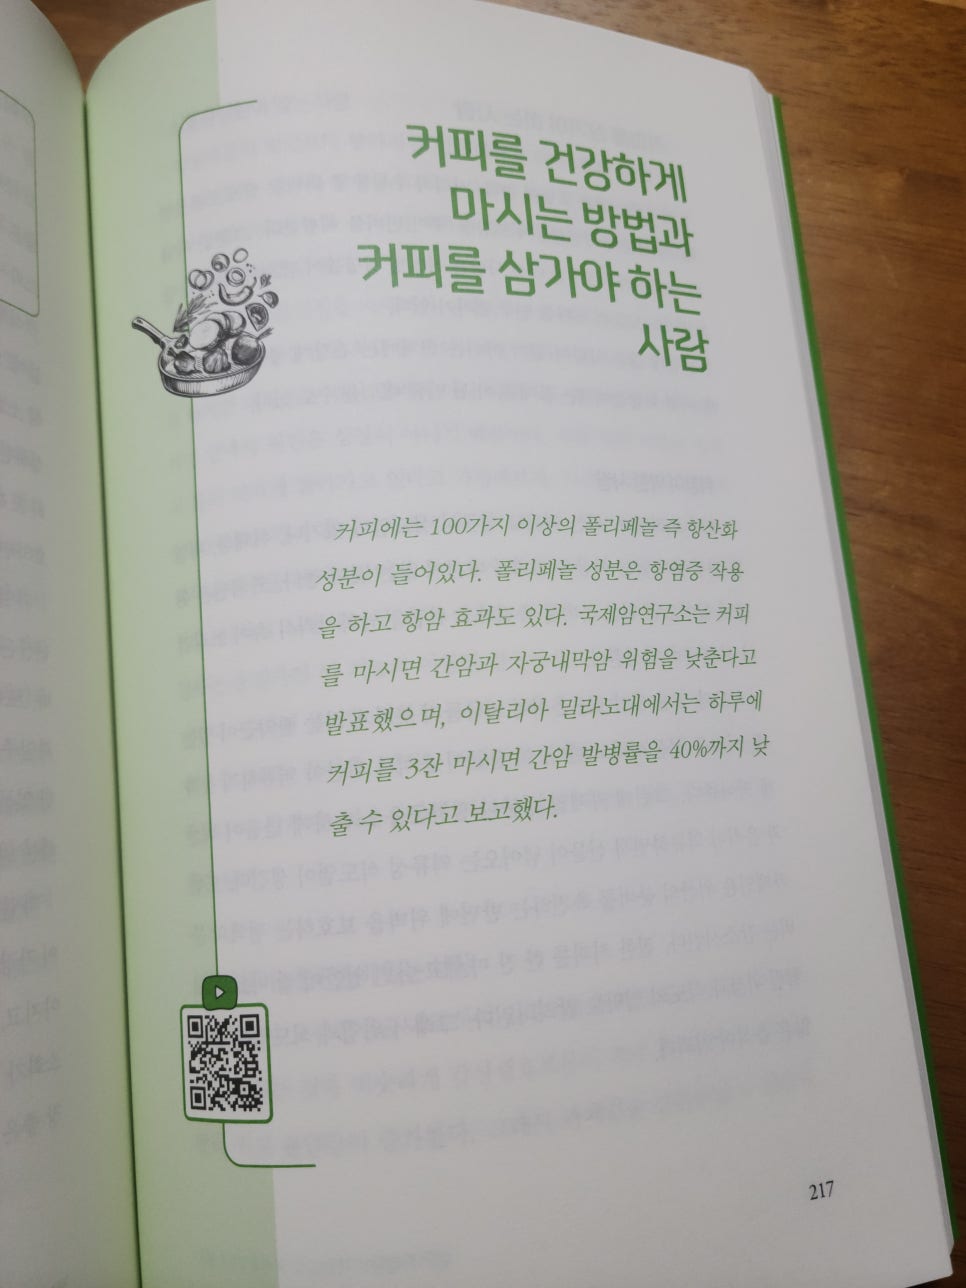 커피를 건강하게
마시는 방법과
커피를 삼가야 하는
사람
커피에는 100가지 이상의 폴리페놀 즉 항산화
성분이 들어있다. 폴리페놀 성분은 항염증 작용
을 하고 항암 효과도 있다. 국제암연구소는 커피
를 마시면 간암과 자궁내막암 위험을 낮춘다고
발표했으며, 이탈리아 밀라노대에서는 하루에
커피를 3잔 마시면 간암 발병률을 40%까지 낮
출 수 있다고 보고했다.
217